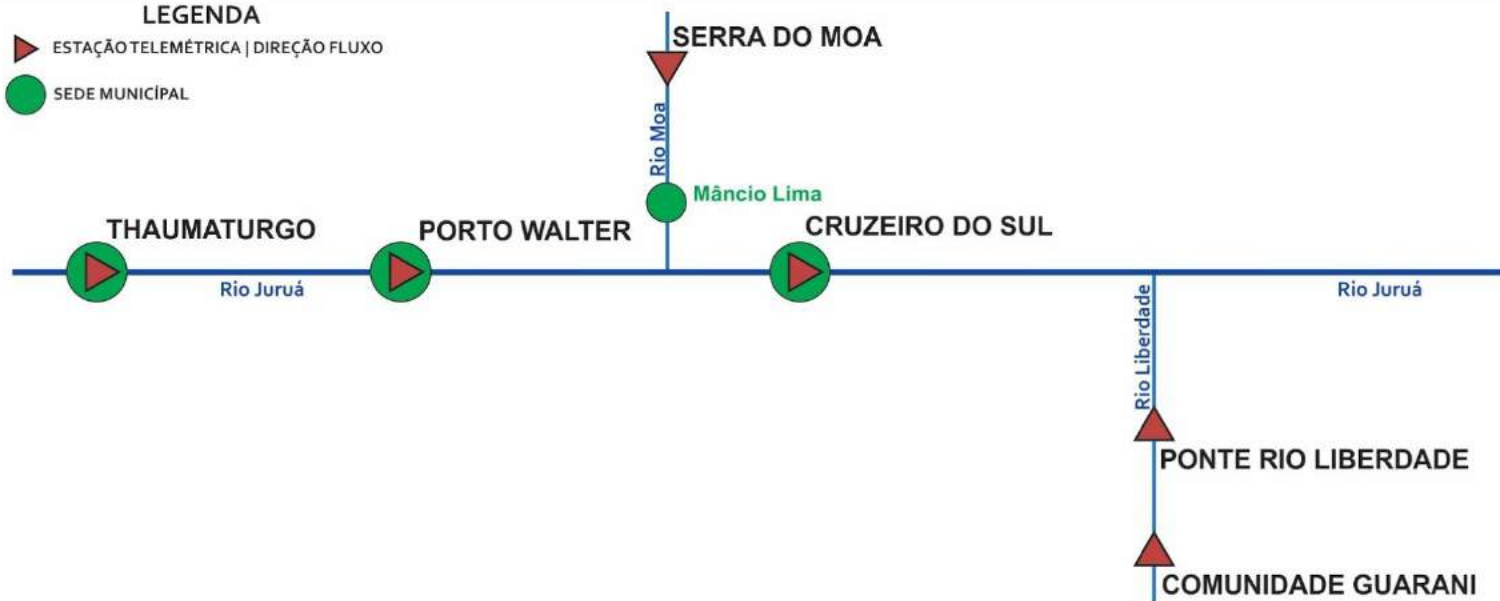 LEGENDA
ESTAÇÃO TELEMÉTRICA | DIREÇÃO FLUXO
SEDE MUNICÍPAL
SERRA DO MOA
Rio Moa
Mâncio Lima
THAUMATURGO
PORTO WALTER
CRUZEIRO DO SUL
Rio Juruá
Rio Juruá
Rio Liberdade
PONTE RIO LIBERDADE
COMUNIDADE GUARANI